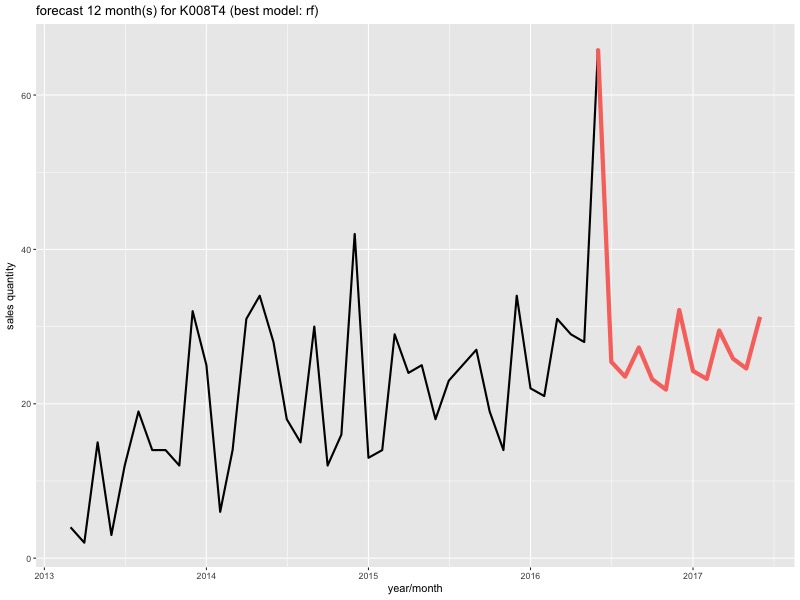 forecast 12 month(s) for K008T4 (best model: rf)
sales quantity
60
40
20
0
2013 2014 2015 2016 2017
year/month